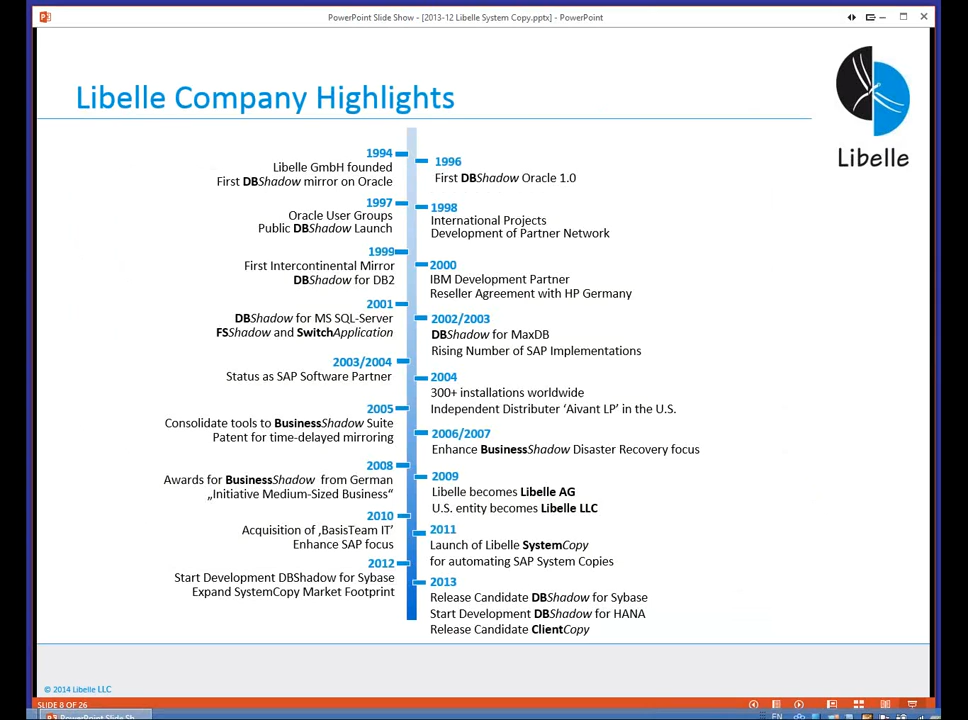 PowerPoint Slide Show - [2013-12 Libelle System Copy.pptx] - PowerPoint
Libelle Company Highlights
Libelle
1994
Libelle GmbH founded
First DBShadow mirror on Oracle
1996
First DBShadow Oracle 1.0
1997
Oracle User Groups
Public DBShadow Launch
1998
International Projects
Development of Partner Network
1999
First Intercontinental Mirror
DBShadow for DB2
2000
IBM Development Partner
Reseller Agreement with HP Germany
2001
DBShadow for MS SQL-Server
FSShadow and SwitchApplication
2002/2003
DBShadow for MaxDB
Rising Number of SAP Implementations
2003/2004
Status as SAP Software Partner
2004
300+ installations worldwide
Independent Distributer ‘Aivant LP’ in the U.S.
2005
Consolidate tools to BusinessShadow Suite
Patent for time-delayed mirroring
2006/2007
Enhance BusinessShadow Disaster Recovery focus
2008
Awards for BusinessShadow from German
„Initiative Medium-Sized Business“
2009
Libelle becomes Libelle AG
U.S. entity becomes Libelle LLC
2010
Acquisition of ‚BasisTeam IT’
Enhance SAP focus
2011
Launch of Libelle SystemCopy
for automating SAP System Copies
2012
Start Development DBShadow for Sybase
Expand SystemCopy Market Footprint
2013
Release Candidate DBShadow for Sybase
Start Development DBShadow for HANA
Release Candidate ClientCopy
© 2014 Libelle LLC
SLIDE 8 OF 26
PowerPoint Slide Sh...
EN